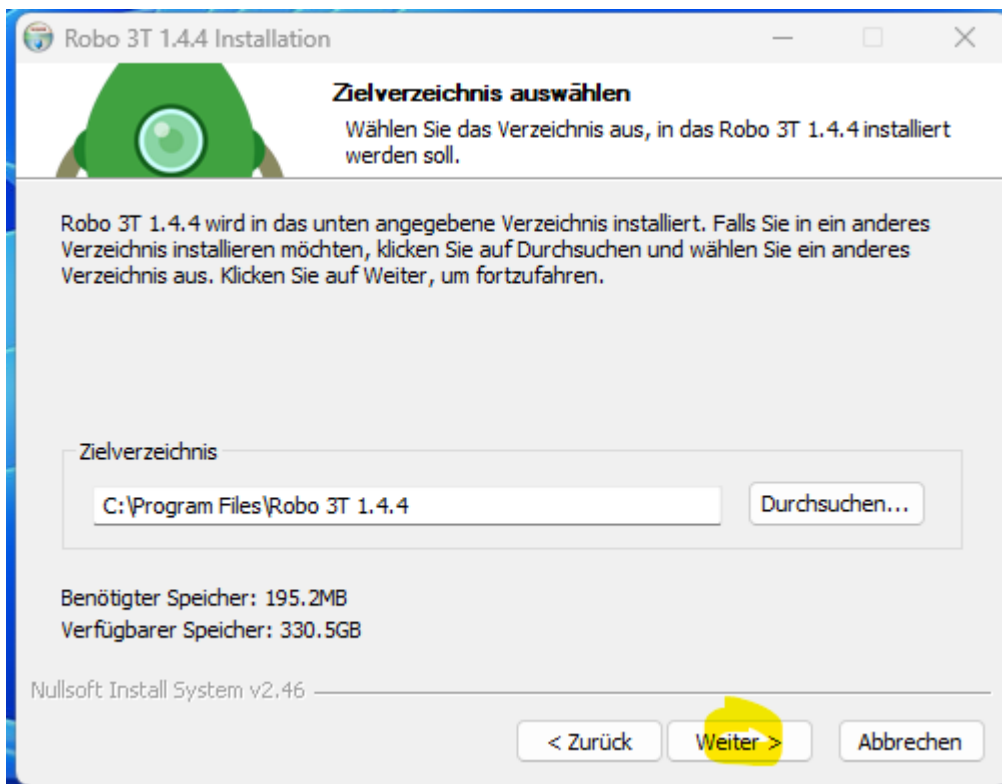 Robo 3T 1.4.4 Installation
Zielverzeichnis auswählen
Wählen Sie das Verzeichnis aus, in das Robo 3T 1.4.4 installiert
werden soll.
Robo 3T 1.4.4 wird in das unten angegebene Verzeichnis installiert. Falls Sie in ein anderes
Verzeichnis installieren möchten, klicken Sie auf Durchsuchen und wählen Sie ein anderes
Verzeichnis aus. Klicken Sie auf Weiter, um fortzufahren.
Zielverzeichnis
C:\Program Files\Robo 3T 1.4.4
Durchsuchen...
Benötigter Speicher: 195.2MB
Verfügbarer Speicher: 330.5GB
Nullsoft Install System v2.46
< Zurück
Weiter >
Abbrechen